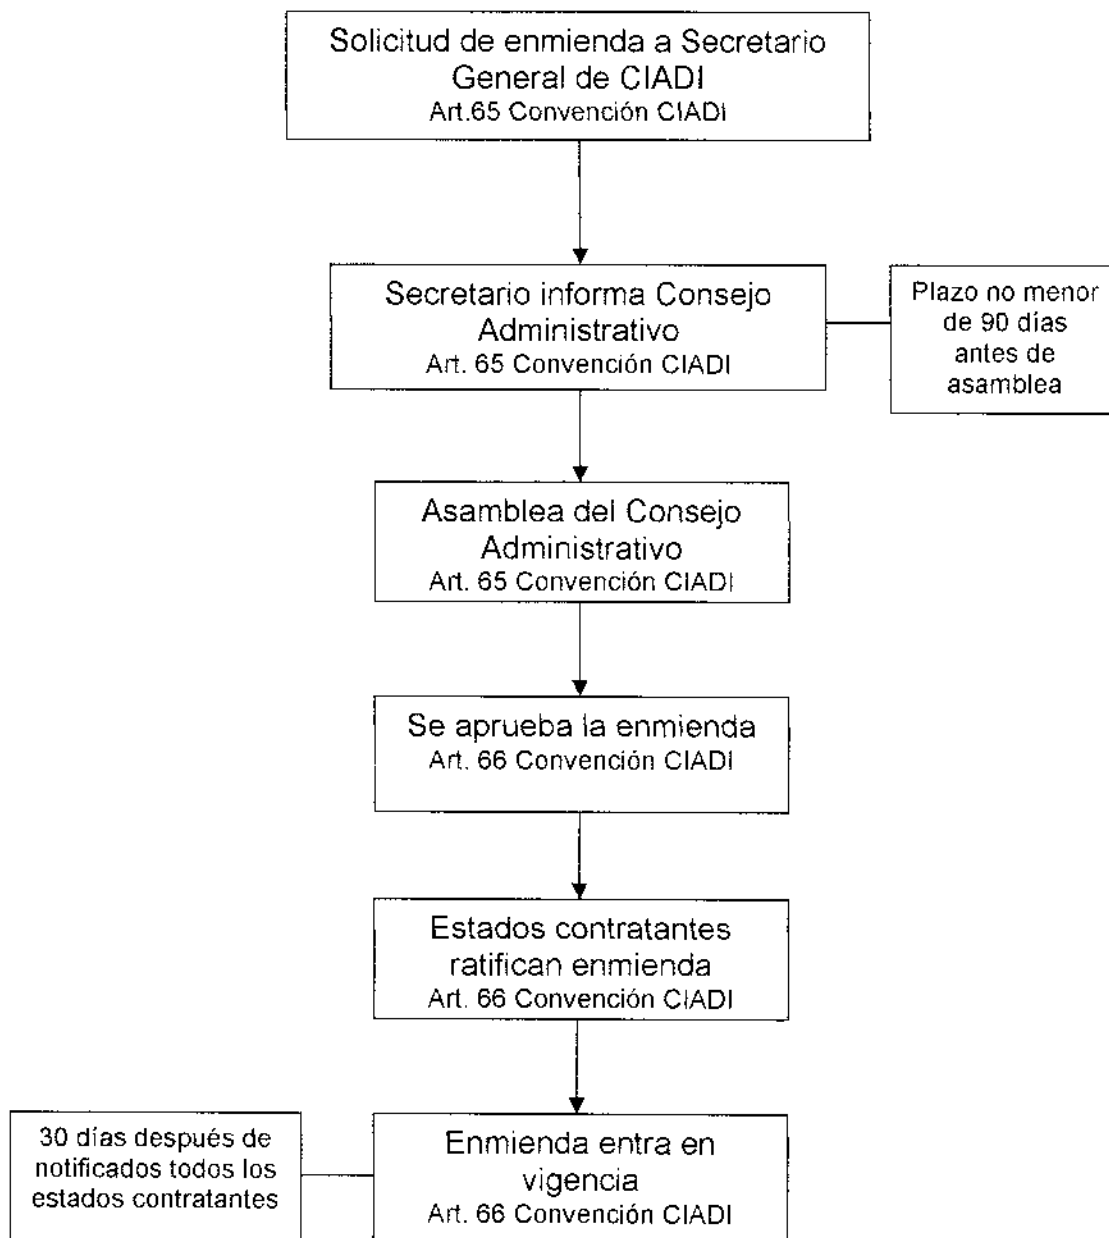 Solicitud de enmienda a Secretario
General de CIADI
Art.65 Convención CIADI
Secretario informa Consejo
Administrativo
Art. 65 Convención CIADI
Plazo no menor
de 90 días
antes de
asamblea
Asamblea del Consejo
Administrativo
Art. 65 Convención CIADI
Se aprueba la enmienda
Art. 66 Convención CIADI
Estados contratantes
ratifican enmienda
Art. 66 Convención CIADI
30 días después de
notificados todos los
estados contratantes
Enmienda entra en
vigencia
Art. 66 Convención CIADI